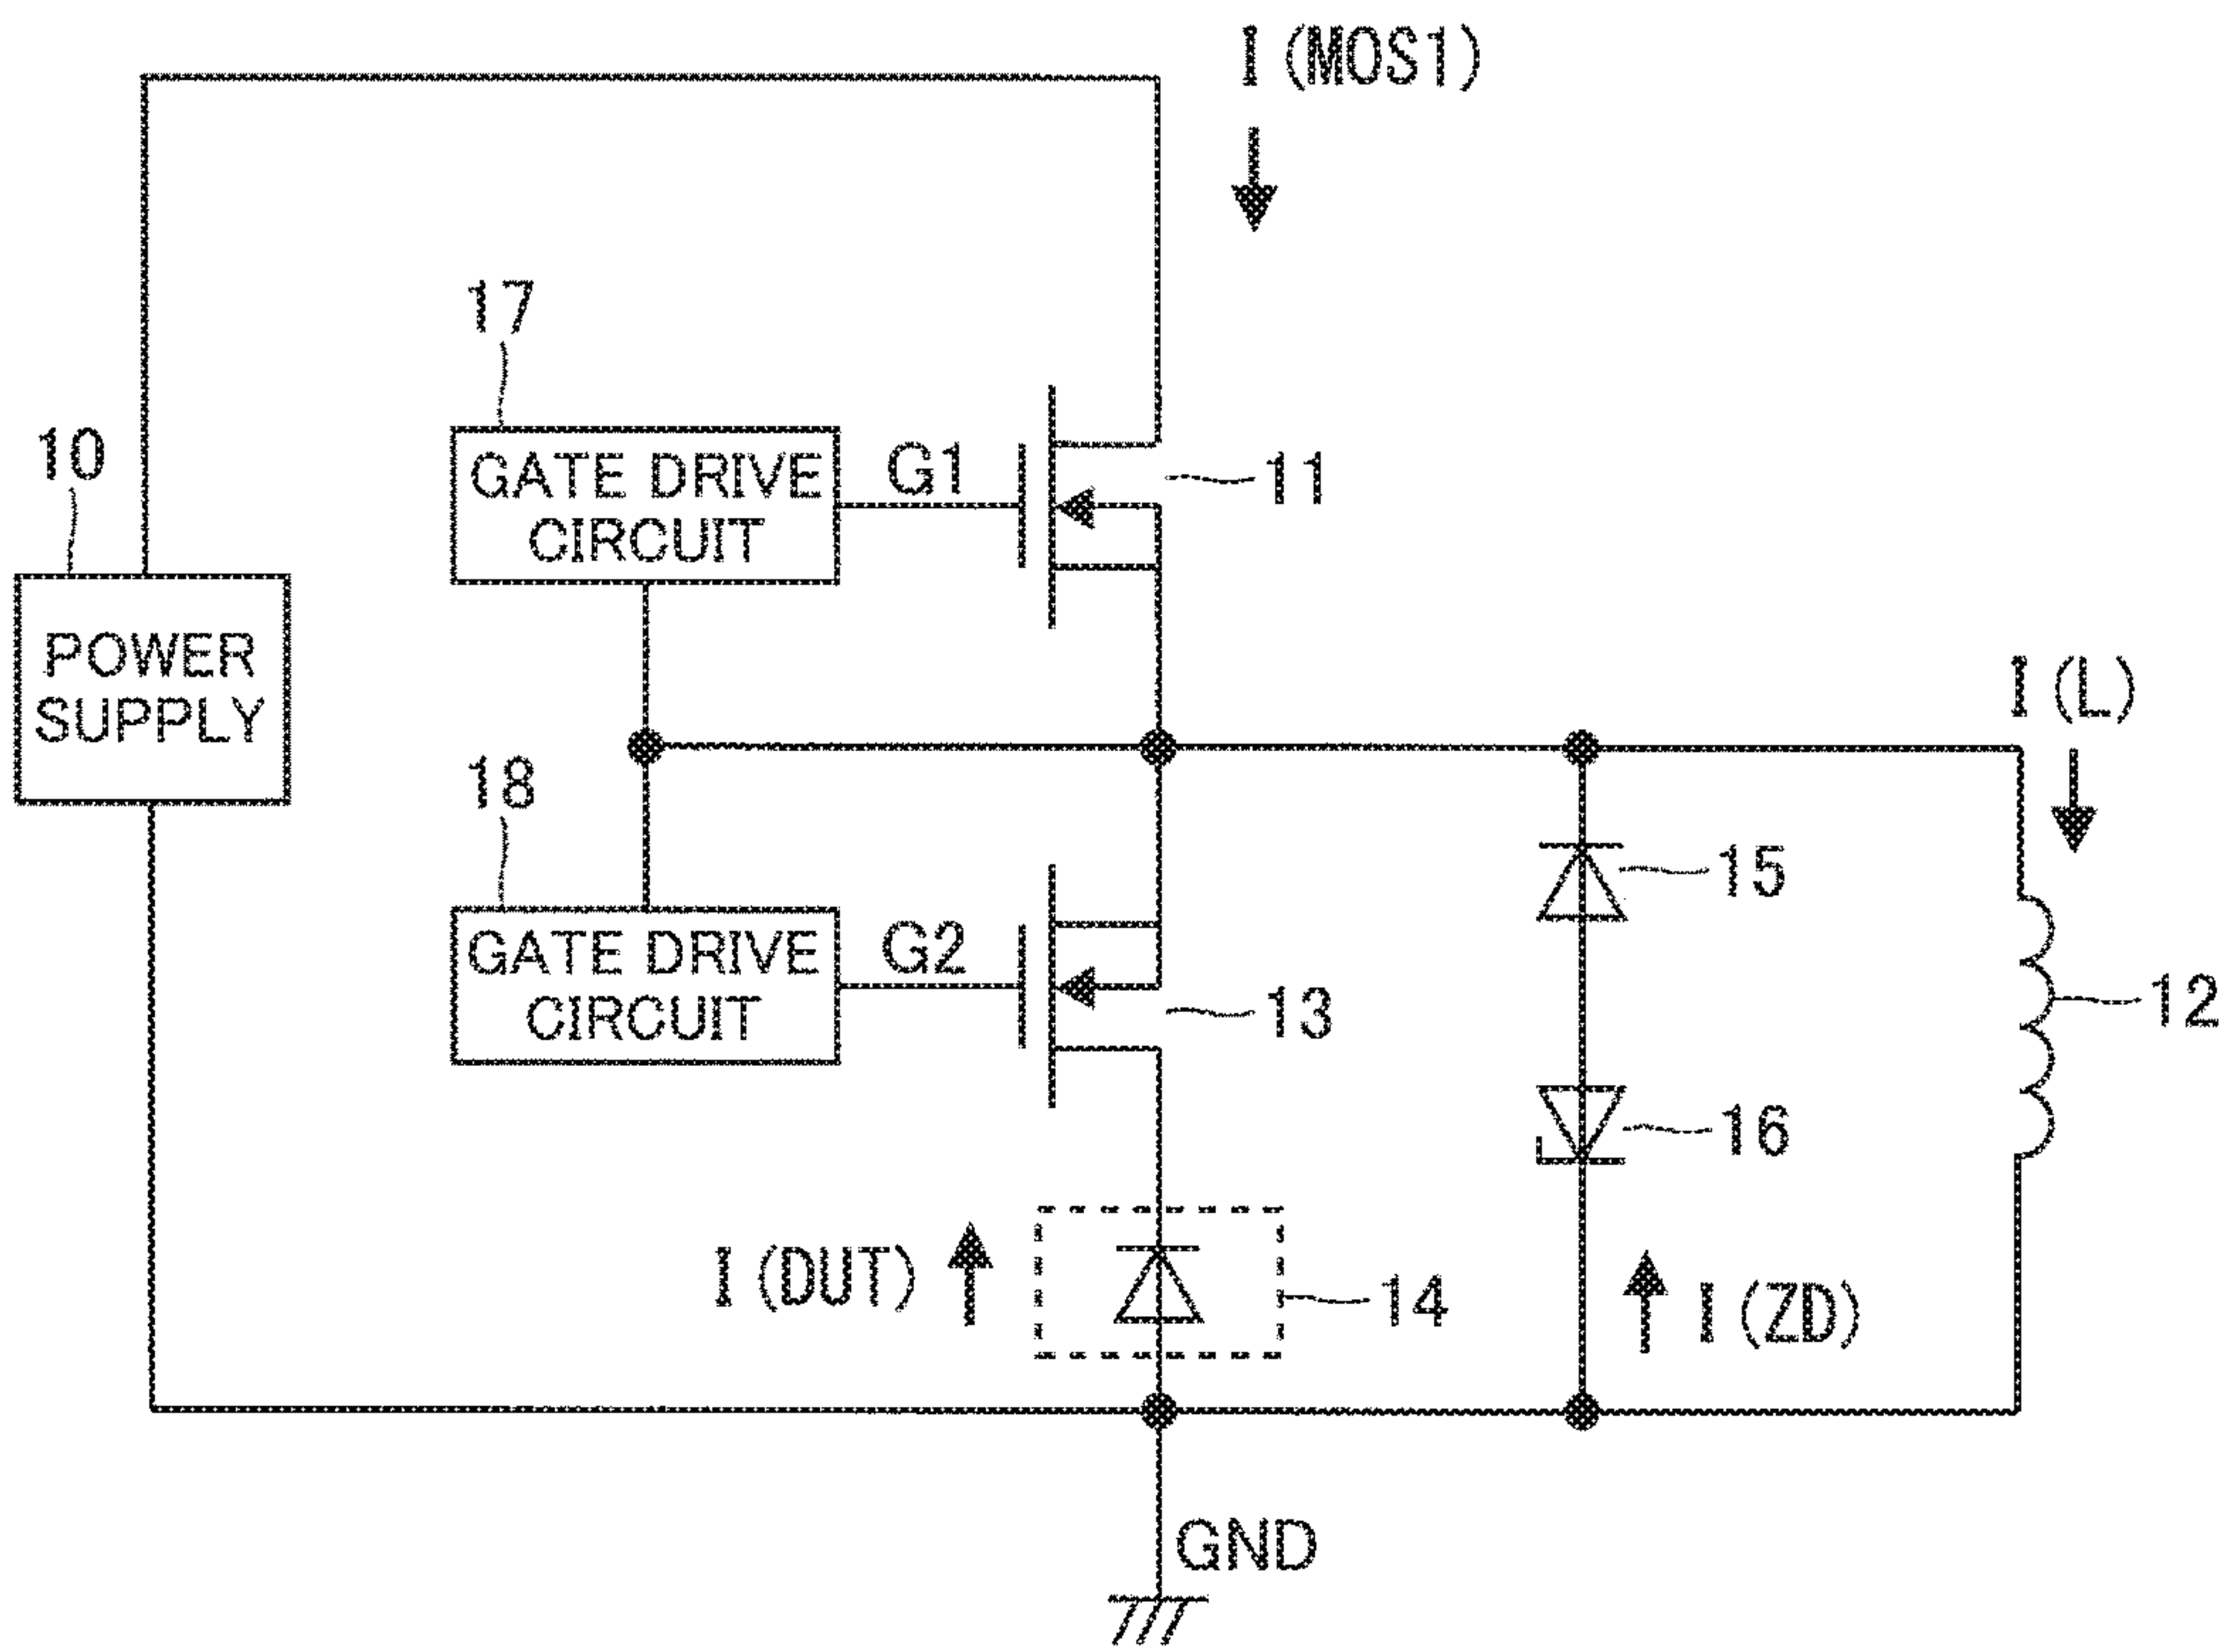 I (MOS1)
17
10
GATE DRIVE
CIRCUIT
G1
11
POWER
SUPPLY
I (L)
18
15
GATE DRIVE
CIRCUIT
G2
13
12
16
I (DUT)
14
I (ZD)
GND